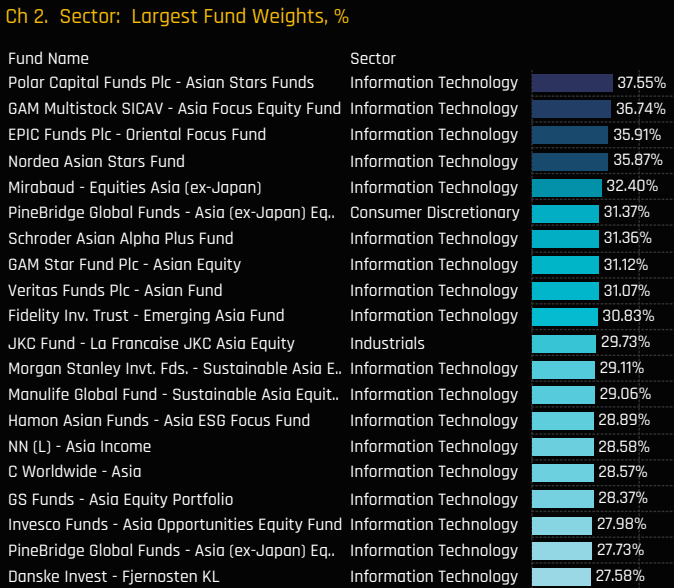 Ch 2. Sector: Largest Fund Weights, %
Fund Name Sector
Polar Capital Funds Plc - Asian Stars Funds Information Technology 37.55%
GAM Multistock SICAV - Asia Focus Equity Fund Information Technology 36.74%
EPIC Funds Plc - Oriental Focus Fund Information Technology 35.91%
Nordea Asian Stars Fund Information Technology 35.87%
Mirabaud - Equities Asia (ex-Japan) Information Technology 32.40%
PineBridge Global Funds - Asia (ex-Japan) Eq.. Consumer Discretionary 31.37%
Schroder Asian Alpha Plus Fund Information Technology 31.36%
GAM Star Fund Plc - Asian Equity Information Technology 31.12%
Veritas Funds Plc - Asian Fund Information Technology 31.07%
Fidelity Inv. Trust - Emerging Asia Fund Information Technology 30.83%
JKC Fund - La Francaise JKC Asia Equity Industrials 29.73%
Morgan Stanley Invt. Fds. - Sustainable Asia E.. Information Technology 29.11%
Manulife Global Fund - Sustainable Asia Equit.. Information Technology 29.06%
Hamon Asian Funds - Asia ESG Focus Fund Information Technology 28.89%
NN (L) - Asia Income Information Technology 28.58%
C Worldwide - Asia Information Technology 28.57%
GS Funds - Asia Equity Portfolio Information Technology 28.37%
Invesco Funds - Asia Opportunities Equity Fund Information Technology 27.98%
PineBridge Global Funds - Asia (ex-Japan) Eq.. Information Technology 27.73%
Danske Invest - Fjernosten KL Information Technology 27.58%